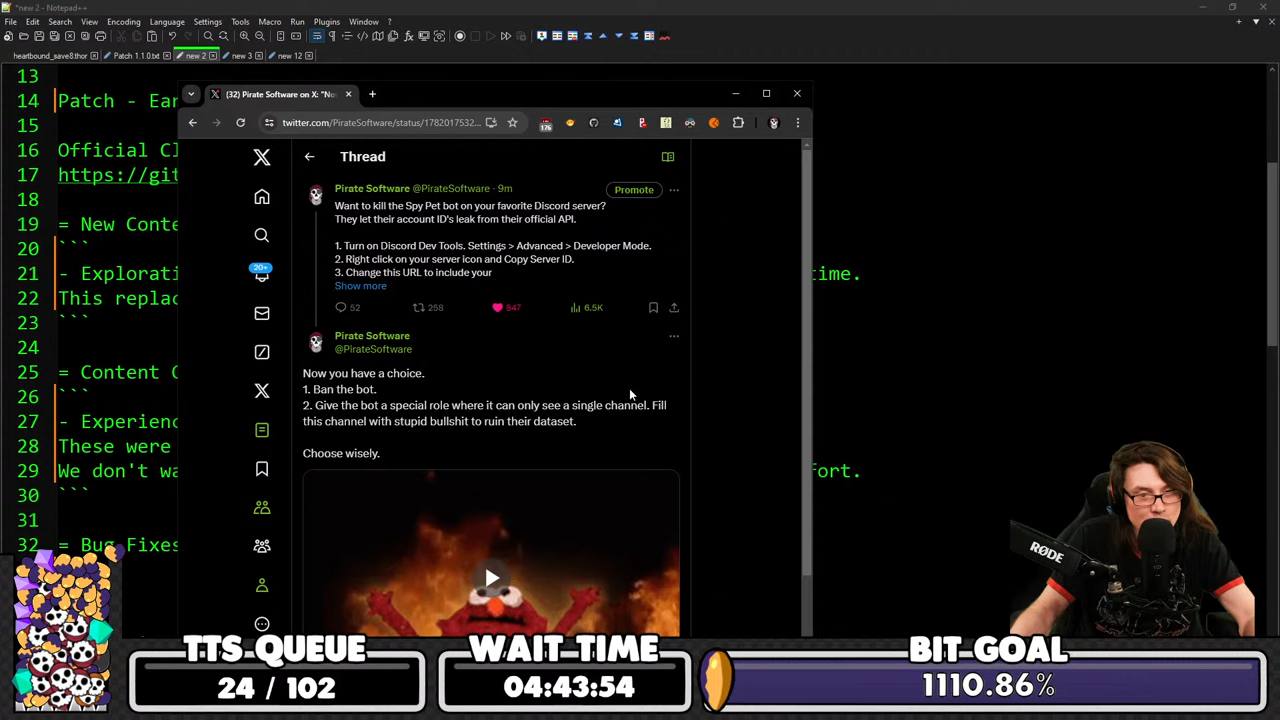 *new 2 - Notepad++
File Edit Search View Encoding Language Settings Tools Macro Run Plugins Window ?
heartbound_save8.thor Patch 1.1.0.txt new 2 new 3 new 12
13
14 Patch - Ear
15
16 Official Cl
17 https://git
18
19 = New Conte
20 ```
21 - Explorati
time.
22 This replac
23 ```
24
25 = Content C
26 ```
27 - Experienc
28 These were
29 We don't wa
fort.
30 ```
31
32 = Bug Fixes
(32) Pirate Software on X: "No
twitter.com/PirateSoftware/status/1782017532...
176
Thread
20+
Pirate Software @PirateSoftware · 9m
Promote
Want to kill the Spy Pet bot on your favorite Discord server?
They let their account ID's leak from their official API.
1. Turn on Discord Dev Tools. Settings > Advanced > Developer Mode.
2. Right click on your server icon and Copy Server ID.
3. Change this URL to include your
Show more
52 258 847 6.5K
Pirate Software
@PirateSoftware
Now you have a choice.
1. Ban the bot.
2. Give the bot a special role where it can only see a single channel. Fill
this channel with stupid bullshit to ruin their dataset.
Choose wisely.
RØDE
TTS QUEUE
24 / 102
WAIT TIME
04:43:54
BIT GOAL
1110.86%